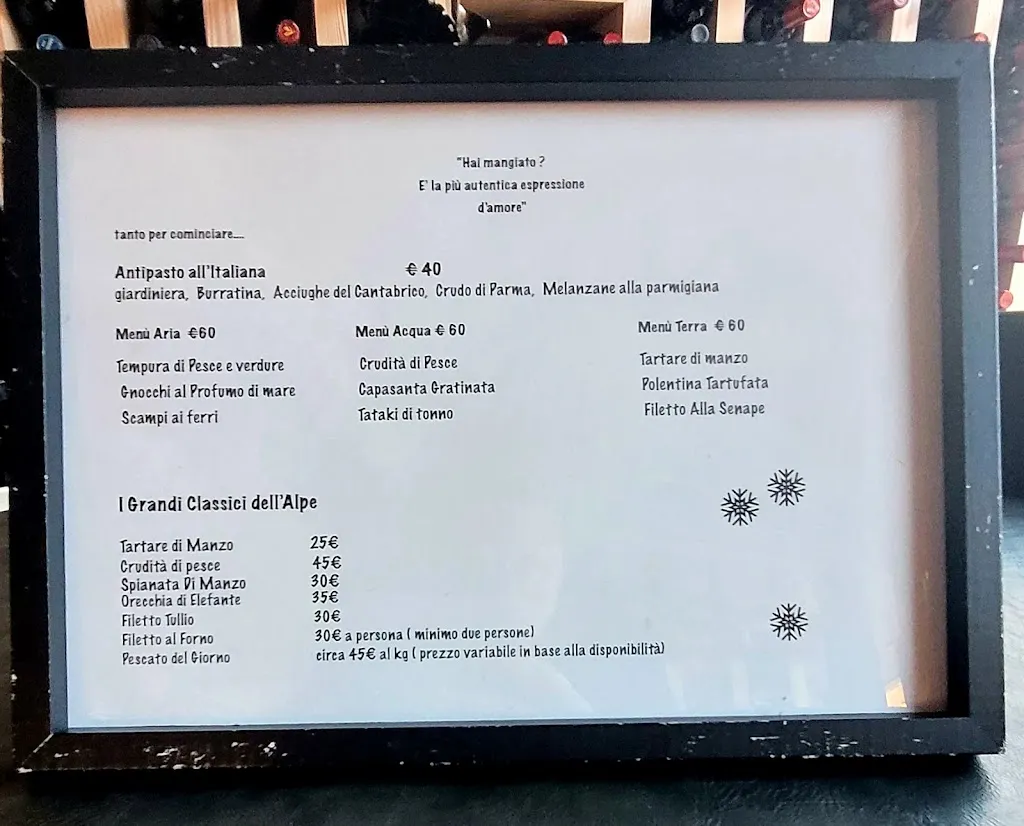 "Hai mangiato ?
E' la più autentica espressione
d'amore"
tanto per cominciare....
Antipasto all'Italiana € 40
giardiniera, Burratina, Acciughe del Cantabrico, Crudo di Parma, Melanzane alla parmigiana
Menù Aria €60
Tempura di Pesce e verdure
Gnocchi al Profumo di mare
Scampi ai ferri
Menù Acqua € 60
Crudità di Pesce
Capasanta Gratinata
Tataki di tonno
Menù Terra € 60
Tartare di manzo
Polentina Tartufata
Filetto Alla Senape
I Grandi Classici dell'Alpe
Tartare di Manzo 25€
Crudità di pesce 45€
Spianata Di Manzo 30€
Orecchia di Elefante 35€
Filetto Tullio 30€
Filetto al Forno 30€ a persona ( minimo due persone)
Pescato del Giorno circa 45€ al kg ( prezzo variabile in base alla disponibilità)